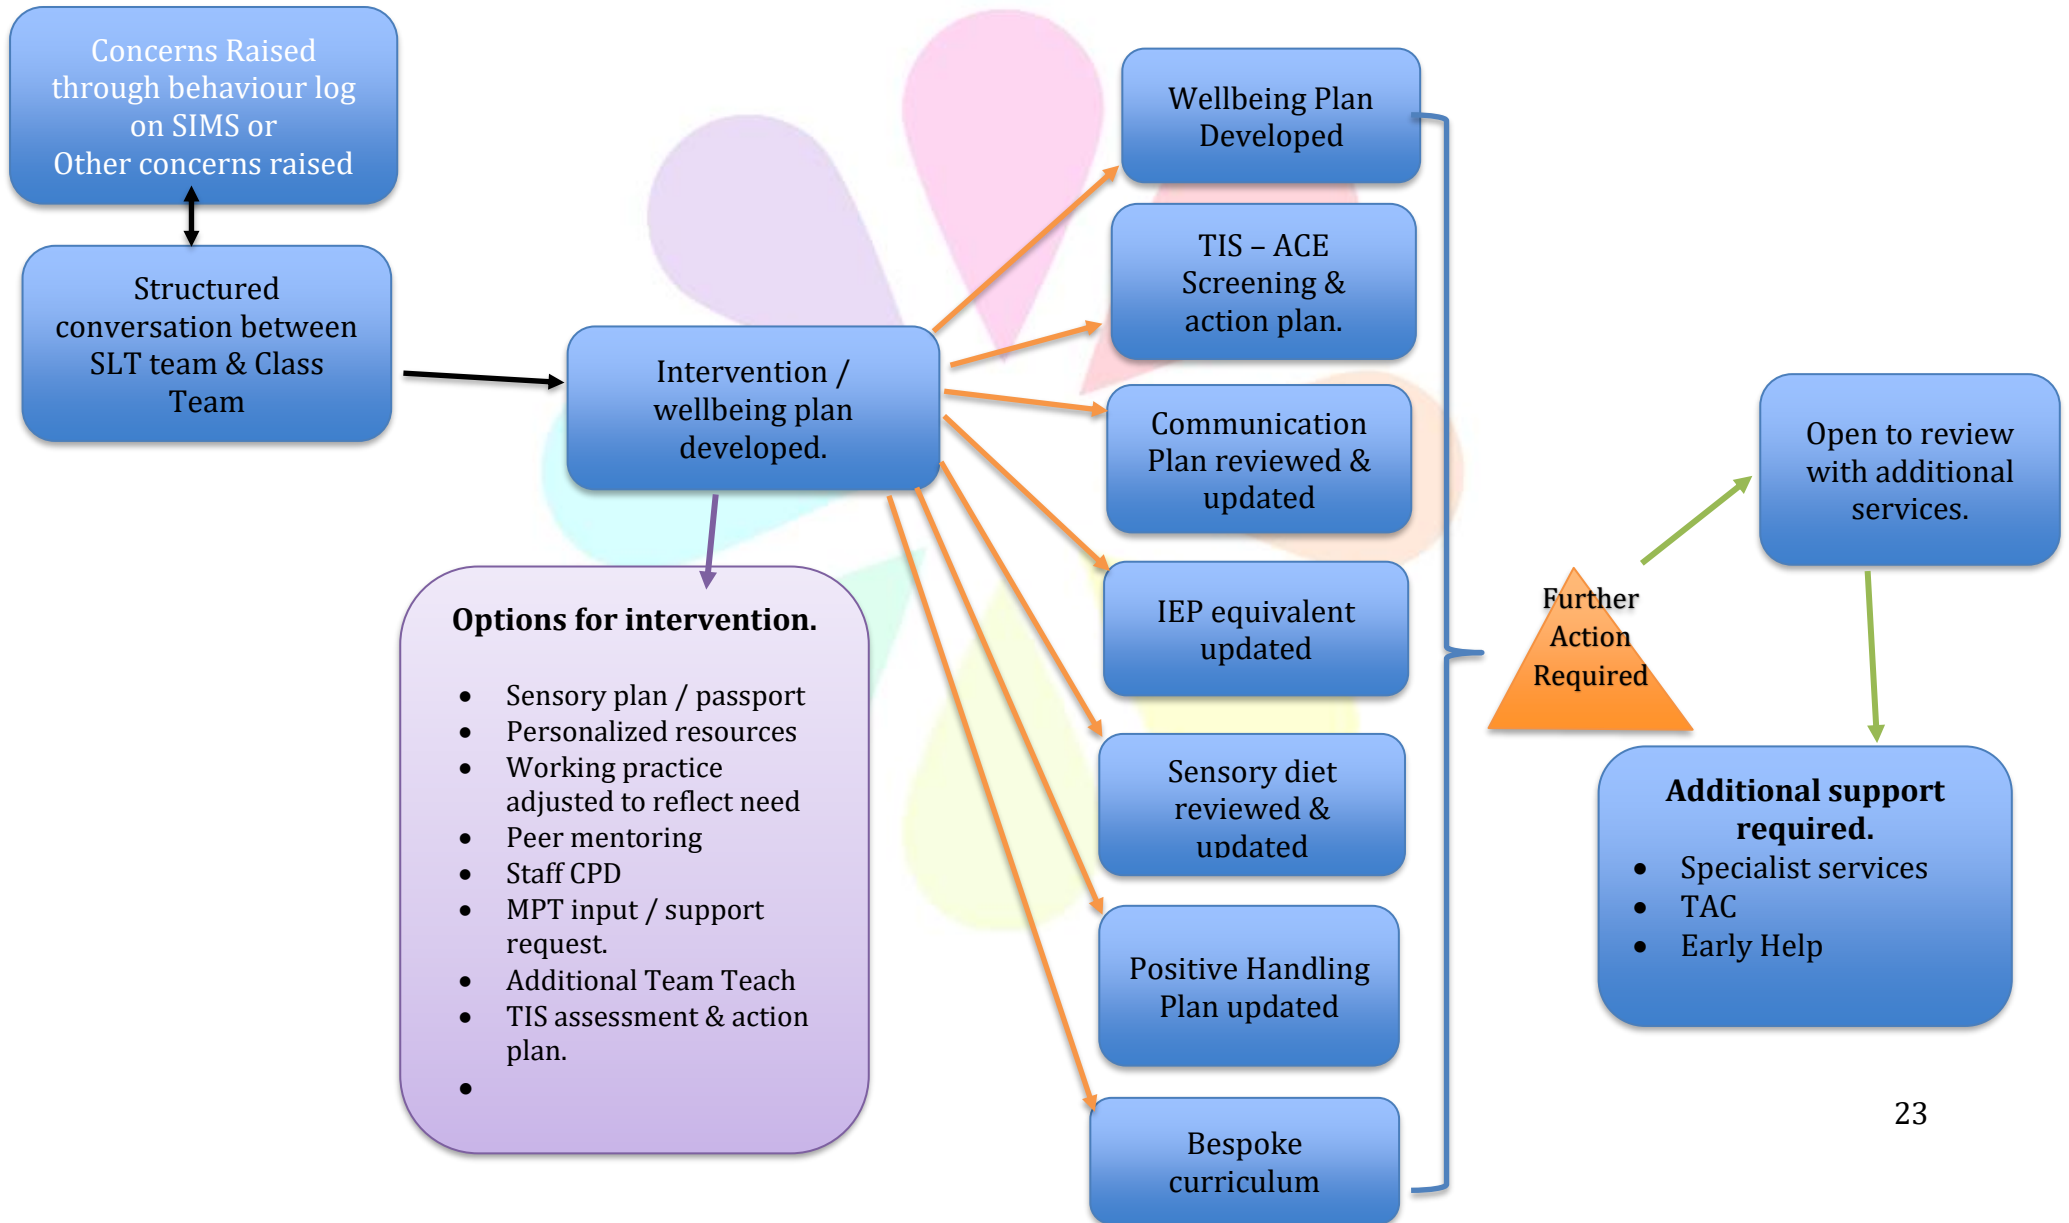 Concerns Raised
through behaviour log
on SIMS or
Other concerns raised
Structured
conversation between
SLT team & Class
Team
Intervention /
wellbeing plan
developed.
Options for intervention.
• Sensory plan / passport
• Personalized resources
• Working practice
adjusted to reflect need
• Peer mentoring
• Staff CPD
• MPT input / support
request.
• Additional Team Teach
• TIS assessment & action
plan.
•
Wellbeing Plan
Developed
TIS – ACE
Screening &
action plan.
Communication
Plan reviewed &
updated
IEP equivalent
updated
Sensory diet
reviewed &
updated
Positive Handling
Plan updated
Bespoke
curriculum
Further
Action
Required
Open to review
with additional
services.
Additional support
required.
• Specialist services
• TAC
• Early Help
23